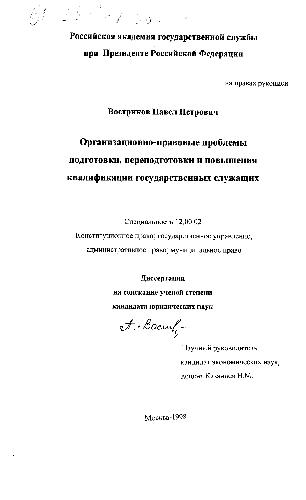 Российская академия государственной службы
при Президенте Российской Федерации
на правах рукописи
Востриков Павел Петрович
Организационно-правовые проблемы
подготовки, переподготовки и повышения
квалификации государственных служащих
Специальность 12.00.02
Конституционное право; государственное управление;
административное право; муниципальное право
Диссертация
на соискание ученой степени
кандидата юридических наук
Научный руководитель
кандидат экономических наук,
доцент Н.М.
Москва-1998